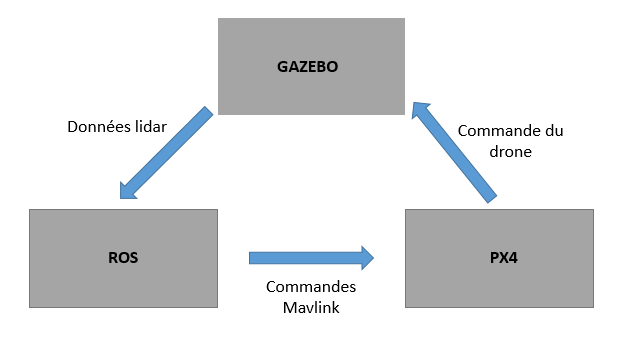 GAZEBO
Données lidar
Commande du
drone
ROS
PX4
Commandes
Mavlink